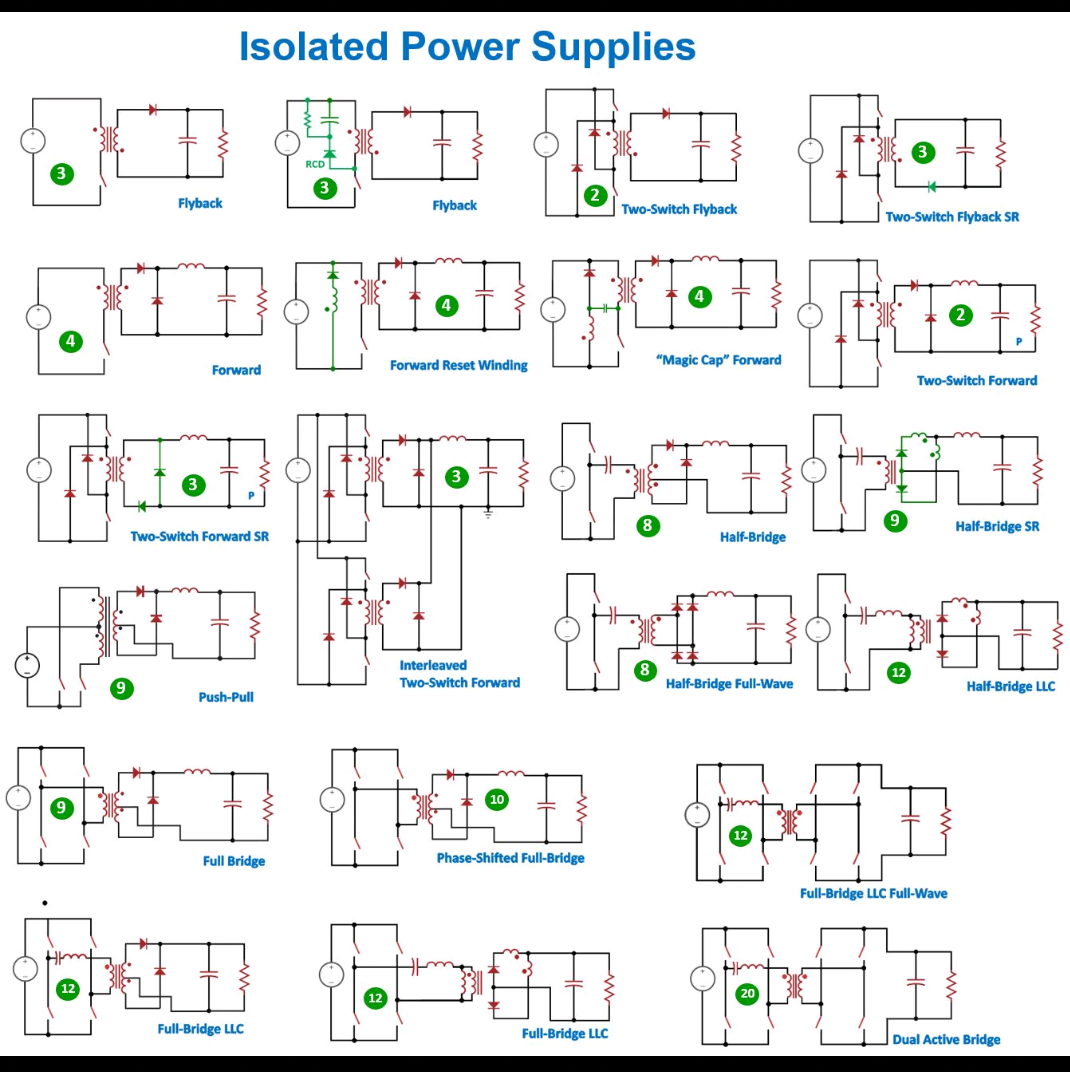 Isolated Power Supplies
3
Flyback
RCD
3
Flyback
2
Two-Switch Flyback
3
Two-Switch Flyback SR
4
Forward
4
Forward Reset Winding
4
“Magic Cap” Forward
2
P
Two-Switch Forward
3
P
Two-Switch Forward SR
3
Interleaved
Two-Switch Forward
8
Half-Bridge
9
Half-Bridge SR
9
Push-Pull
8
Half-Bridge Full-Wave
12
Half-Bridge LLC
9
Full Bridge
10
Phase-Shifted Full-Bridge
12
Full-Bridge LLC Full-Wave
12
Full-Bridge LLC
12
Full-Bridge LLC
20
Dual Active Bridge